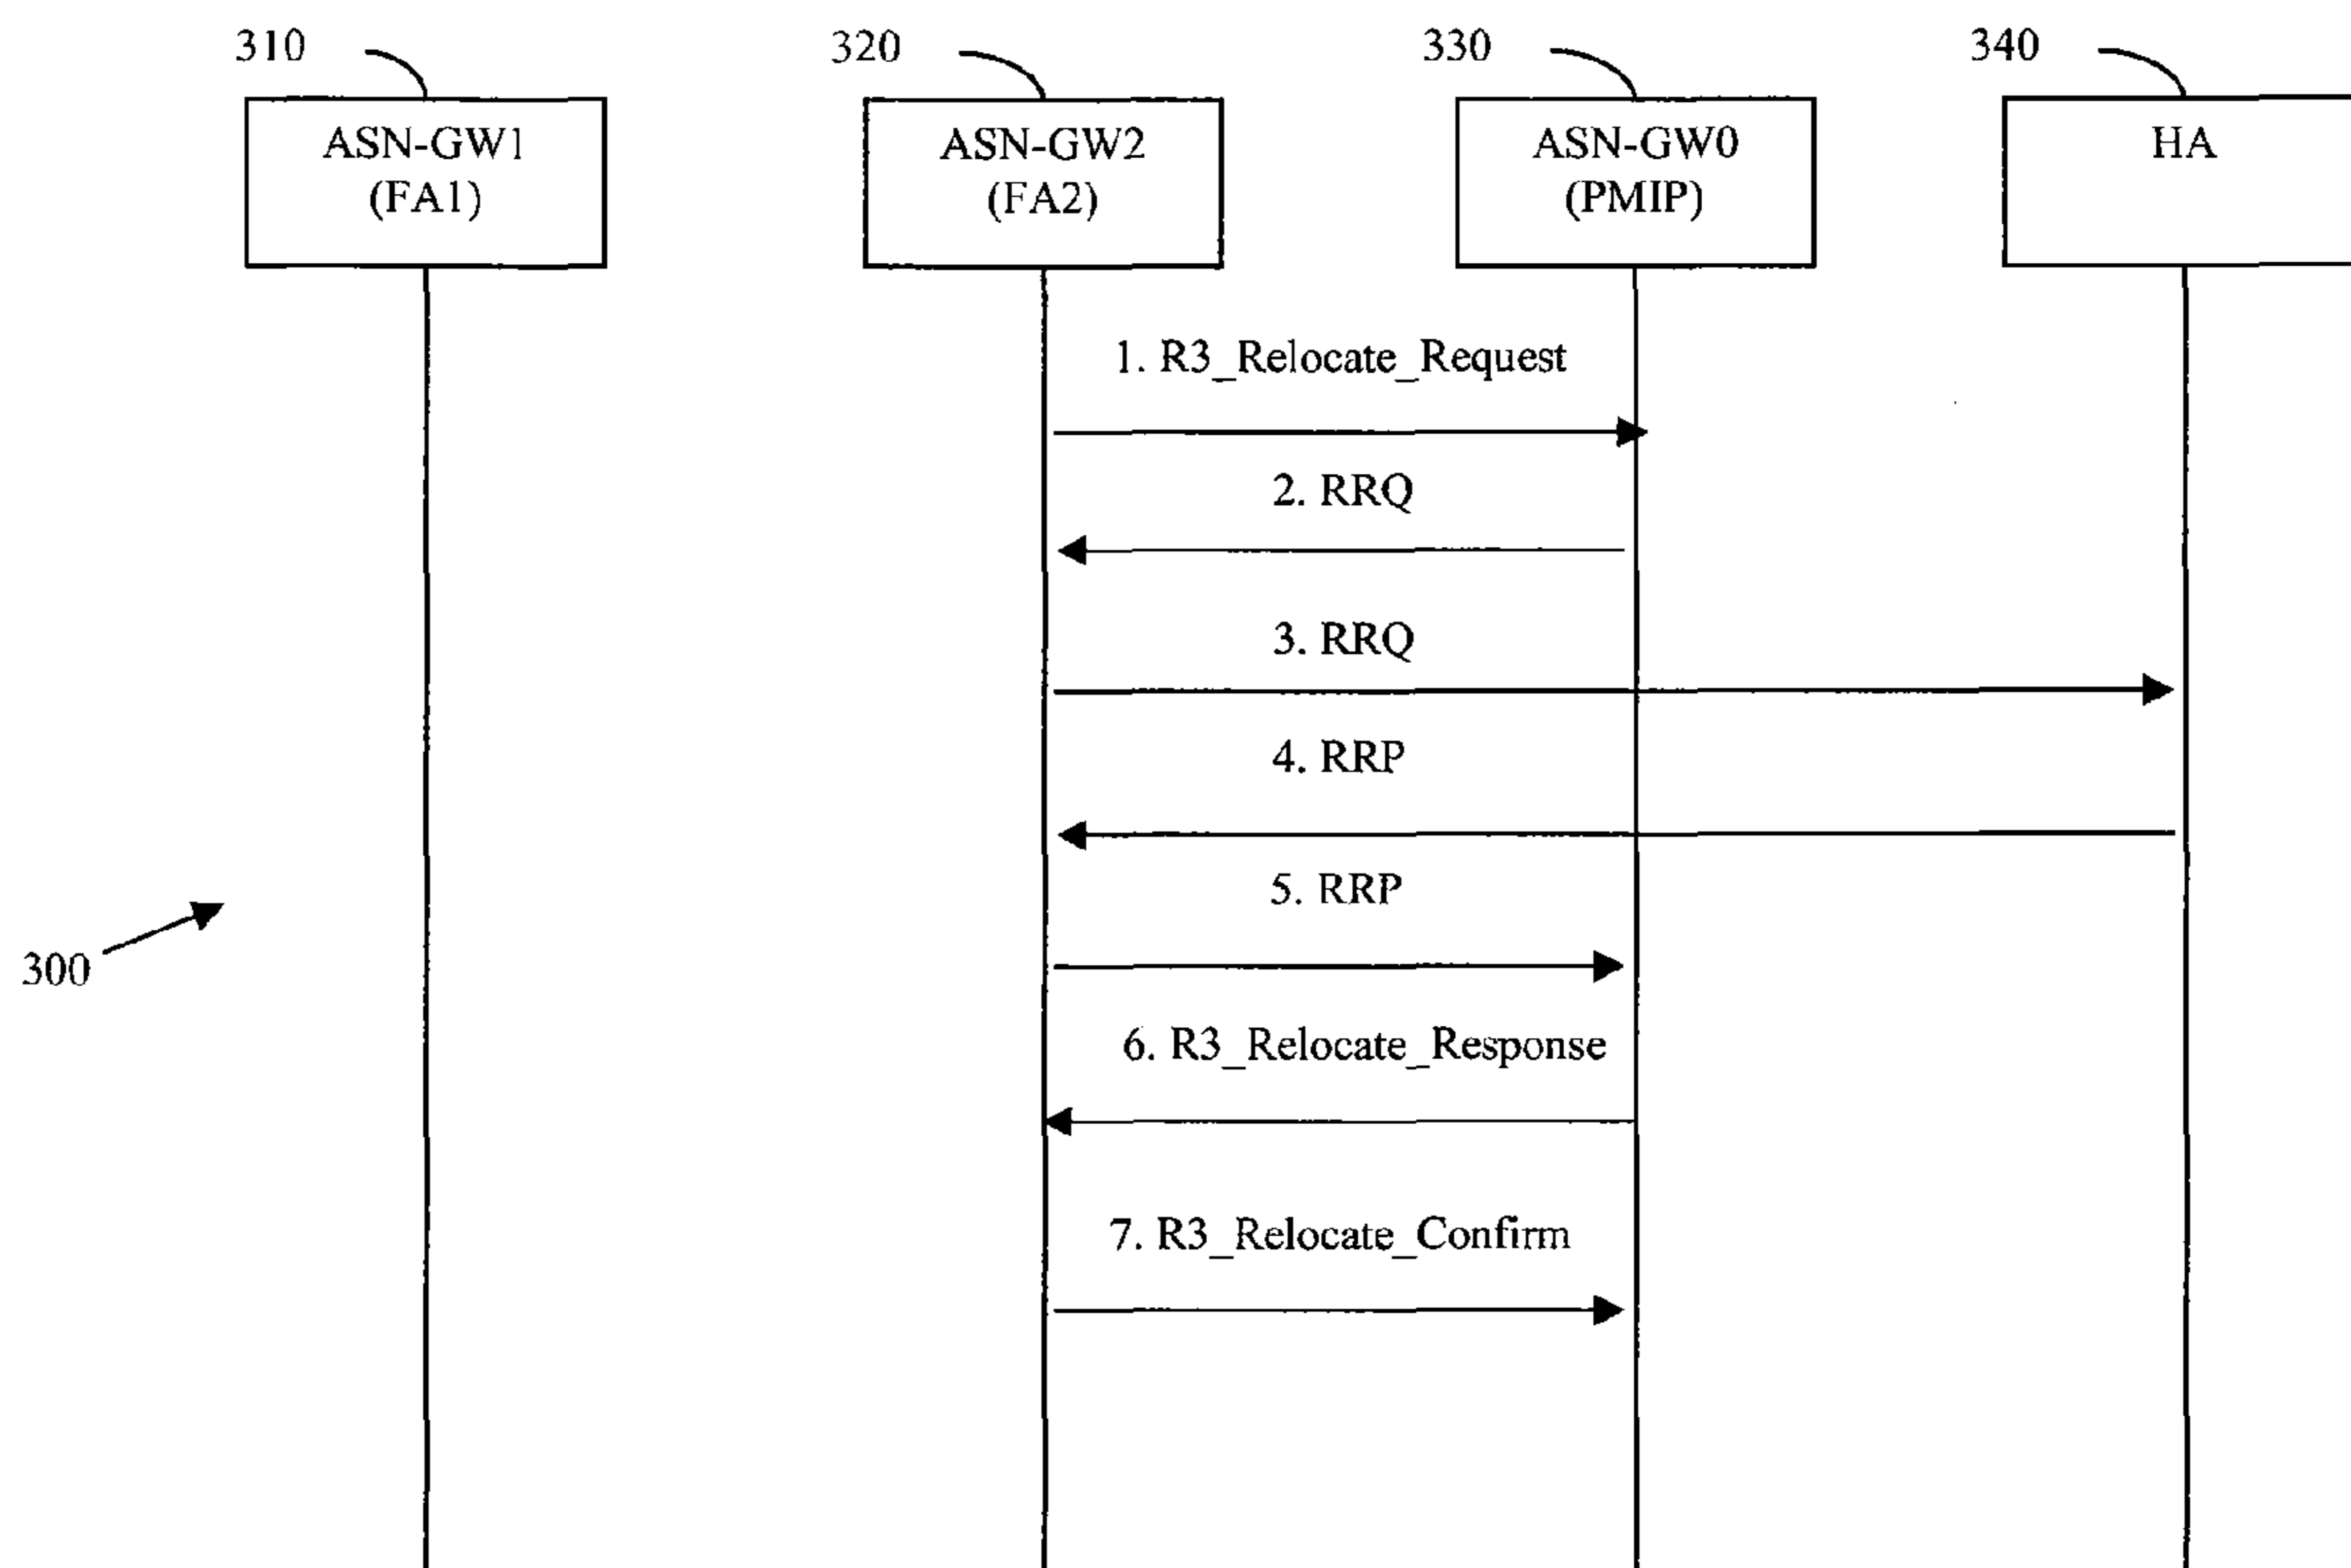 310
320
330
340
ASN-GW1
(FA1)
ASN-GW2
(FA2)
ASN-GW0
(PMIP)
HA
1. R3_Relocate_Request
2. RRQ
3. RRQ
4. RRP
5. RRP
300
6. R3_Relocate_Response
7. R3_Relocate_Confirm